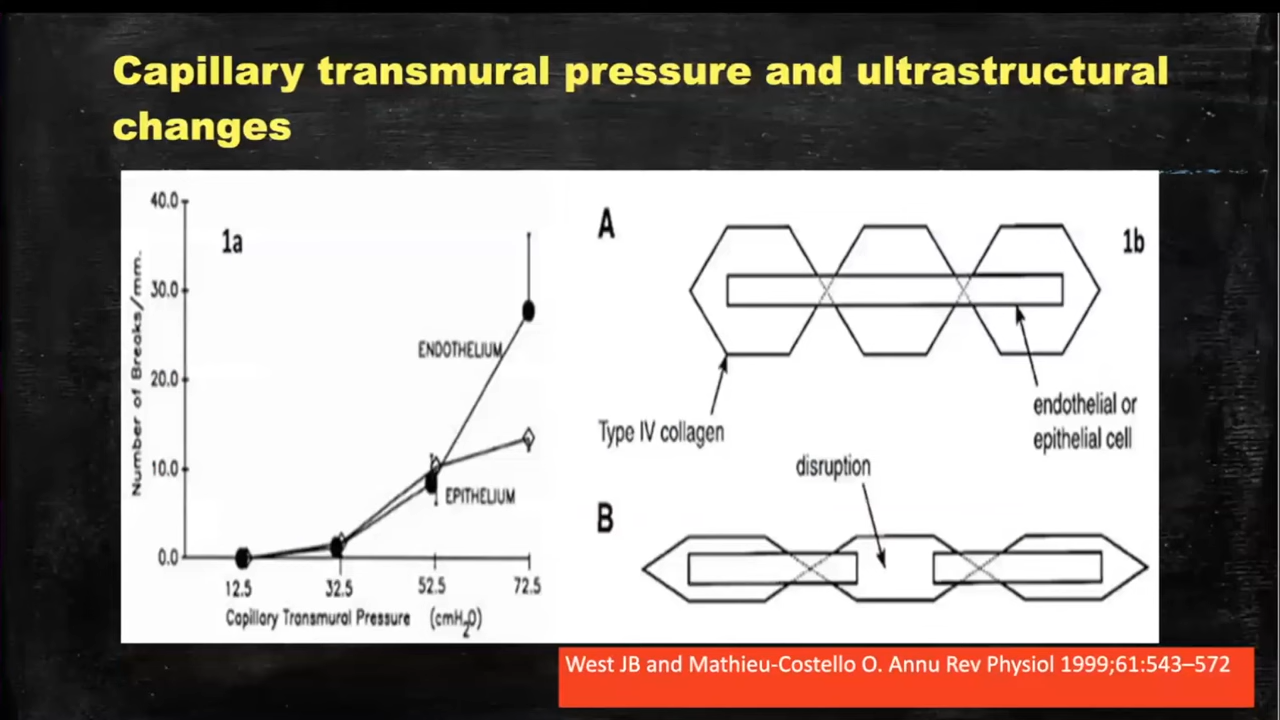 Capillary transmural pressure and ultrastructural
changes
40.0
1a
30.0
20.0
10.0
0.0
Number of Breaks/mm.
ENDOTHELIUM
EPITHELIUM
12.5 32.5 52.5 72.5
Capillary Transmural Pressure (cmH2O)
A
1b
Type IV collagen
endothelial or
epithelial cell
disruption
B
West JB and Mathieu-Costello O. Annu Rev Physiol 1999;61:543–572